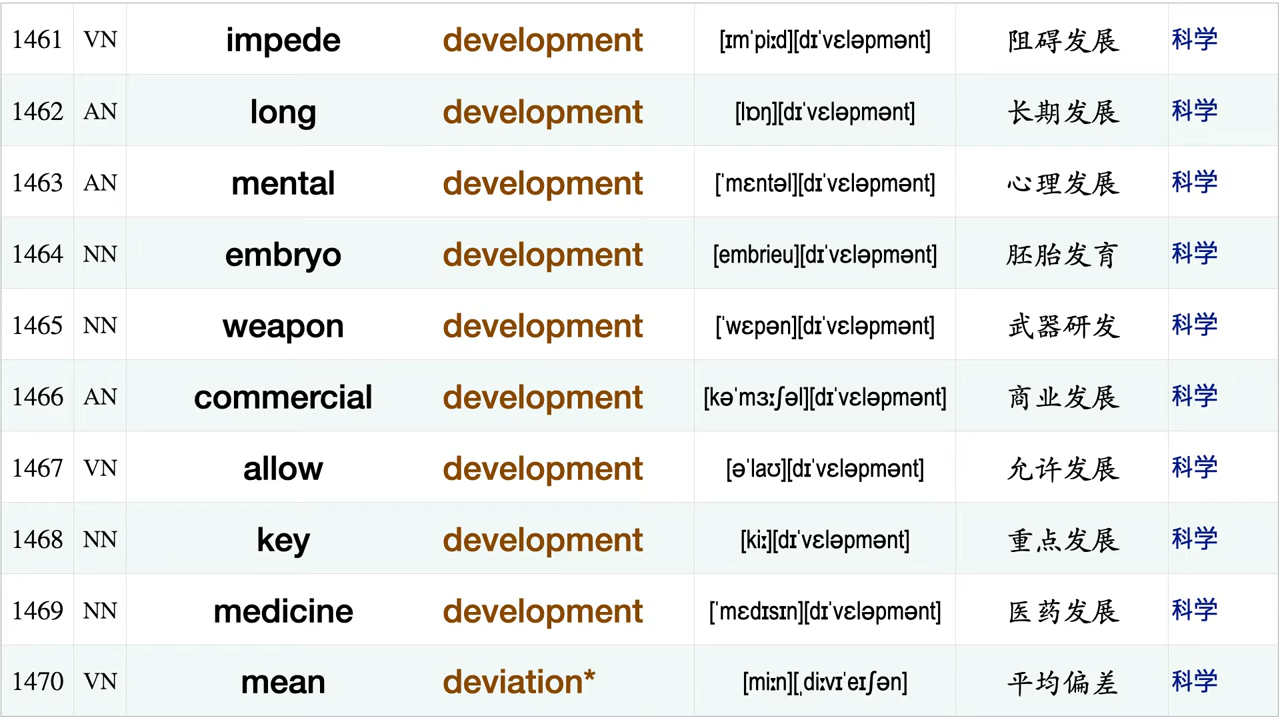 1461 VN impede development [ɪmˈpiːd][dɪˈvɛləpmənt] 阻碍发展 科学
1462 AN long development [lɒŋ][dɪˈvɛləpmənt] 长期发展 科学
1463 AN mental development [ˈmɛntəl][dɪˈvɛləpmənt] 心理发展 科学
1464 NN embryo development [embrieu][dɪˈvɛləpmənt] 胚胎发育 科学
1465 NN weapon development [ˈwɛpən][dɪˈvɛləpmənt] 武器研发 科学
1466 AN commercial development [kəˈmɜːʃəl][dɪˈvɛləpmənt] 商业发展 科学
1467 VN allow development [əˈlaʊ][dɪˈvɛləpmənt] 允许发展 科学
1468 NN key development [kiː][dɪˈvɛləpmənt] 重点发展 科学
1469 NN medicine development [ˈmɛdɪsɪn][dɪˈvɛləpmənt] 医药发展 科学
1470 VN mean deviation* [miːn][ˌdiːvɪˈeɪʃən] 平均偏差 科学